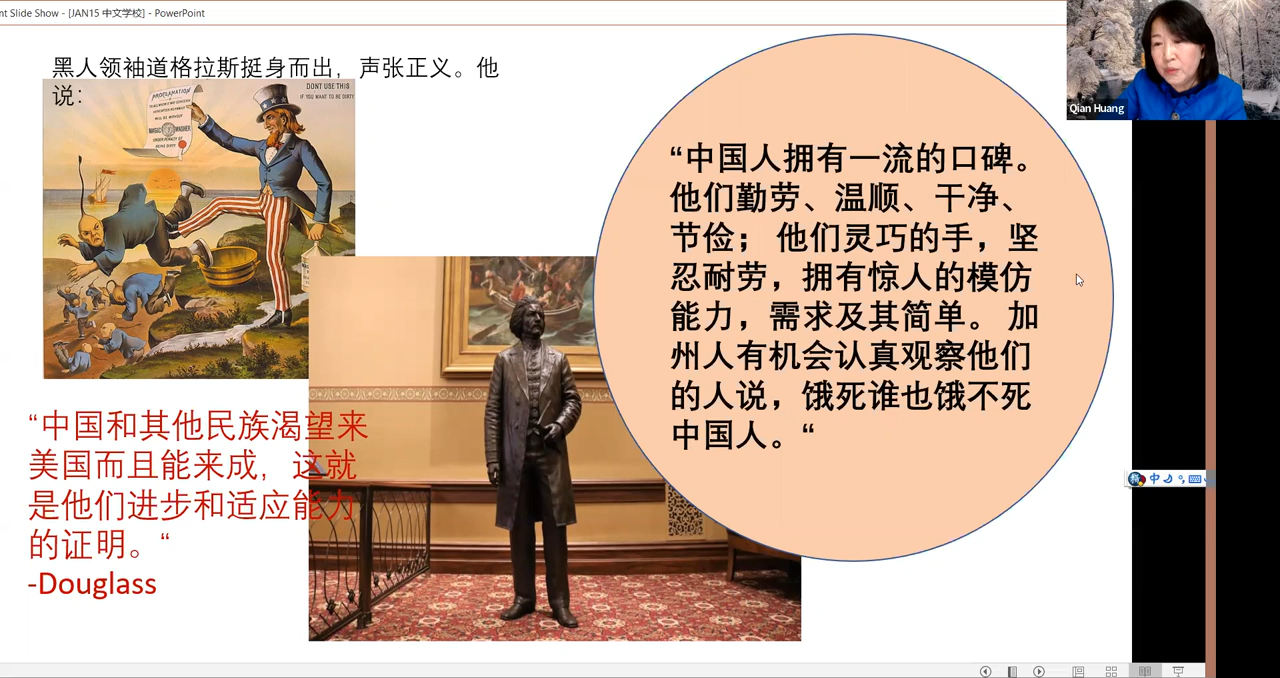 nt Slide Show - [JAN15 中文学校] - PowerPoint
黑人领袖道格拉斯挺身而出，声张正义。他
说：
PROCLAMATION
MAGIC WASHER
DON'T USE THIS
IF YOU WANT TO BE DIRTY
“中国人拥有一流的口碑。
他们勤劳、温顺、干净、
节俭； 他们灵巧的手，坚
忍耐劳，拥有惊人的模仿
能力，需求及其简单。 加
州人有机会认真观察他们
的人说，饿死谁也饿不死
中国人。“
“中国和其他民族渴望来
美国而且能来成，这就
是他们进步和适应能力
的证明。“
-Douglass
Qian Huang
中